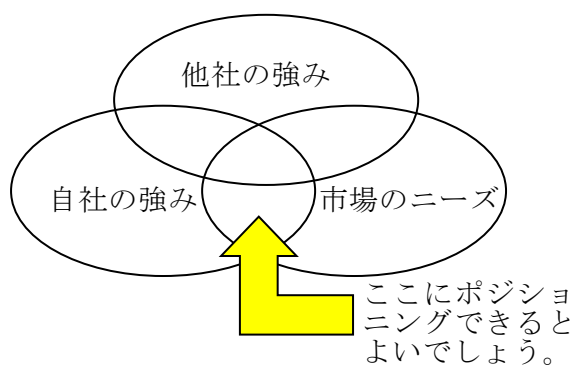 他社の強み
自社の強み
市場のニーズ
ここにポジショ
ニングできると
よいでしょう。